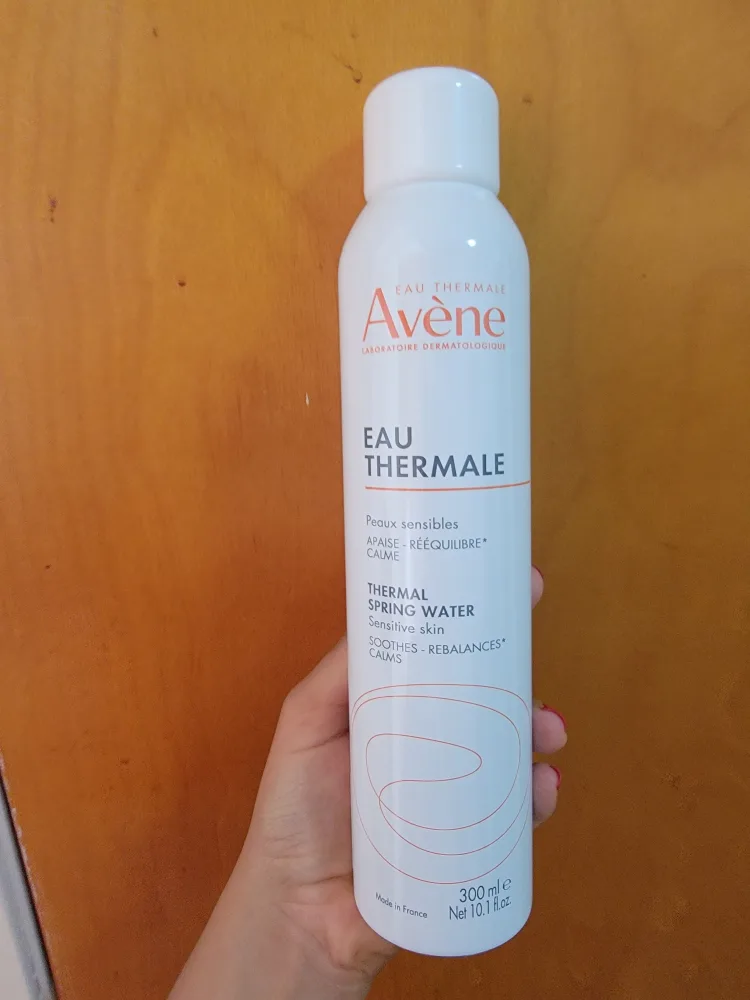 EAU THERMALE
Avène
LABORATOIRE DERMATOLOGIQUE
EAU
THERMALE
Peaux sensibles
APAISE - RÉÉQUILIBRE*
CALME
THERMAL
SPRING WATER
Sensitive skin
SOOTHES - REBALANCES*
CALMS
Made in France
300 ml e
Net 10.1 fl.oz.